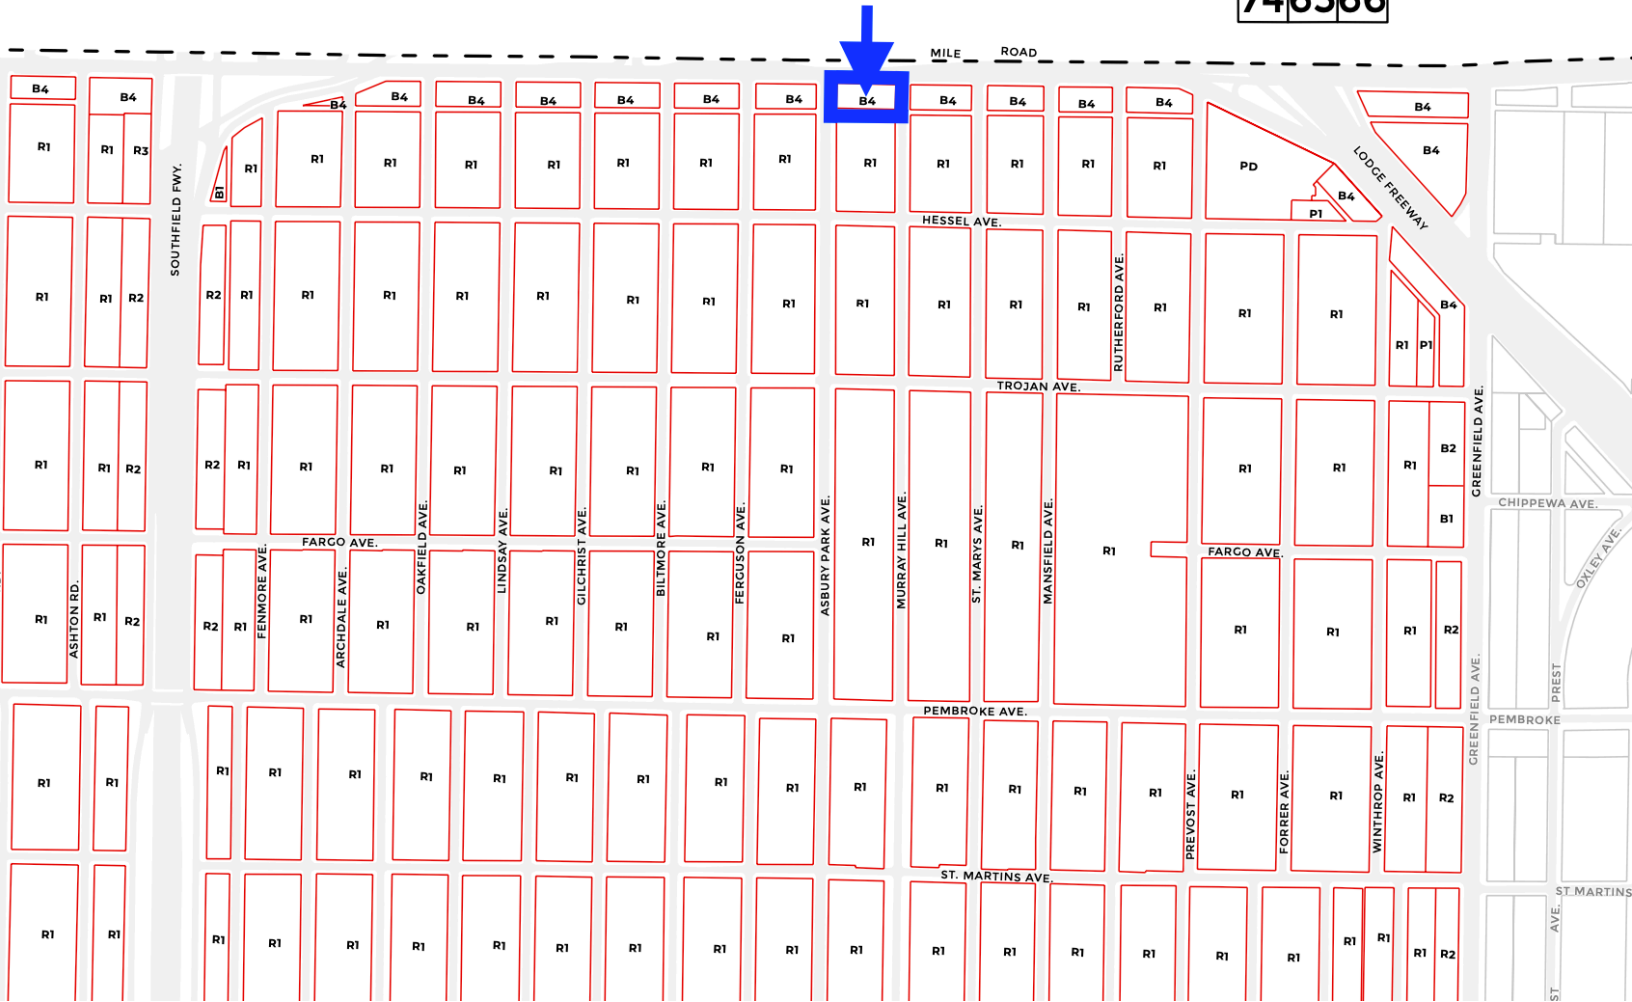 74 65 66
MILE ROAD
B4 B4 B4 B4 B4 B4 B4 B4 B4 B4 B4 B4 B4 B4 B4
R1 R1 R3 B1 R1 R1 R1 R1 R1 R1 R1 R1 R1 R1 R1 R1 R1 PD B4 P1 B4
SOUTHFIELD FWY.
LODGE FREEWAY
HESSEL AVE.
R1 R1 R2 R2 R1 R1 R1 R1 R1 R1 R1 R1 R1 R1 R1 R1 R1 R1 R1 R1 P1 B4
RUTHERFORD AVE.
TROJAN AVE.
GREENFIELD AVE.
R1 R1 R2 R2 R1 R1 R1 R1 R1 R1 R1 R1 R1 R1 R1 B2
B1
CHIPPEWA AVE.
FARGO AVE.
FARGO AVE.
R1 R1 R1 R1
OXLEY AVE.
ASHTON RD.
FENMORE AVE.
ARCHDALE AVE.
OAKFIELD AVE.
LINDSAY AVE.
GILCHRIST AVE.
BILTMORE AVE.
FERGUSON AVE.
ASBURY PARK AVE.
MURRAY HILL AVE.
ST. MARYS AVE.
MANSFIELD AVE.
R1 R1 R2 R2 R1 R1 R1 R1 R1 R1 R1 R1 R1 R1 R1 R2
GREENFIELD AVE.
PREST
PEMBROKE AVE.
PEMBROKE
R1 R1 R1 R1 R1 R1 R1 R1 R1 R1 R1 R1 R1 R1 R1 R1 R1 R1 R1 R2
PREVOST AVE.
FORRER AVE.
WINTHROP AVE.
ST. MARTINS AVE.
ST MARTINS
AVE.
R1 R1 R1 R1 R1 R1 R1 R1 R1 R1 R1 R1 R1 R1 R1 R1 R1 R1 R1 R1 R1 R2
ST